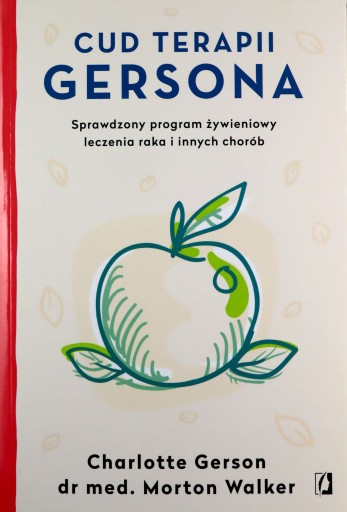 CUD TERAPII
GERSONA
Sprawdzony program żywieniowy
leczenia raka i innych chorób
Charlotte Gerson
dr med. Morton Walker